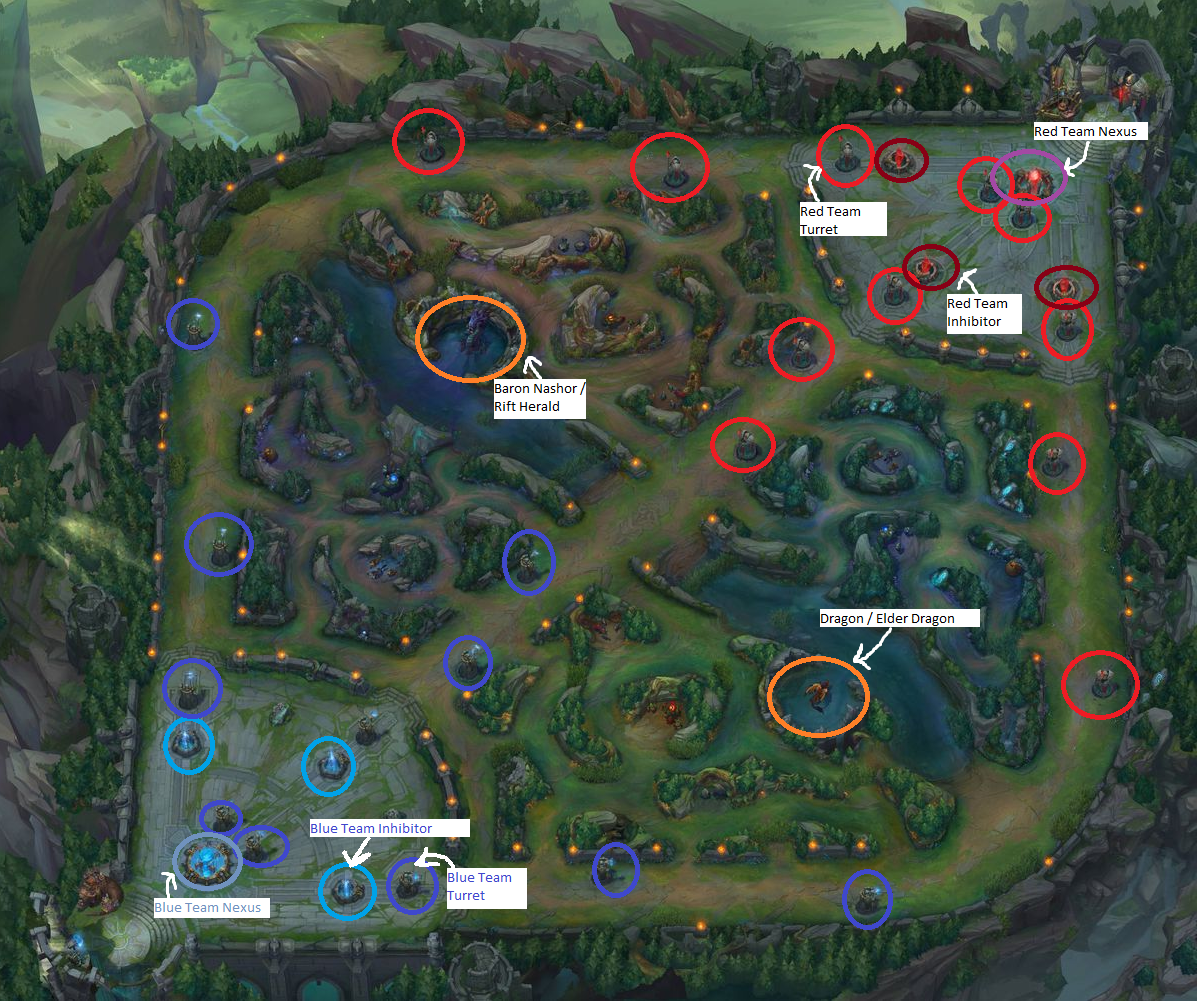 Red Team Nexus
Red Team
Turret
Red Team
Inhibitor
Baron Nashor /
Rift Herald
Dragon / Elder Dragon
Blue Team Inhibitor
Blue Team
Turret
Blue Team Nexus